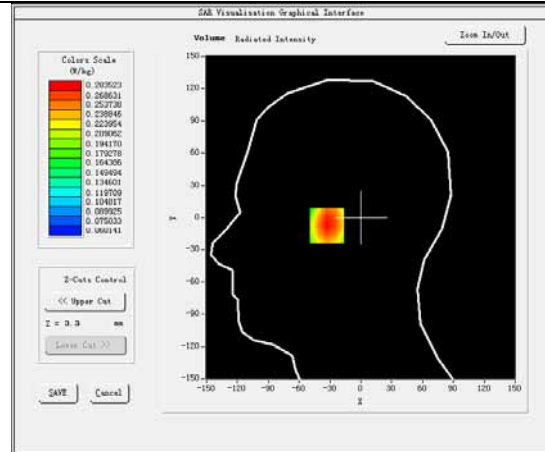 SAR Visualization Graphical Interface
Volume Radiated Intensity
Zoom In/Out
Colors Scale
(W/kg)
0.283523
0.268631
0.253738
0.238846
0.223954
0.209062
0.194170
0.179278
0.164386
0.149494
0.134601
0.119709
0.104817
0.089925
0.075033
0.060141
Z-Cuts Control
<< Upper Cut
Z = 3.3 mm
Lower Cut >>
SAVE Cancel
150-
120-
90-
60-
30-
0-
-30-
-60-
-90-
-120-
-150-
Y
-150 -120 -90 -60 -30 0 30 60 90 120 150
X